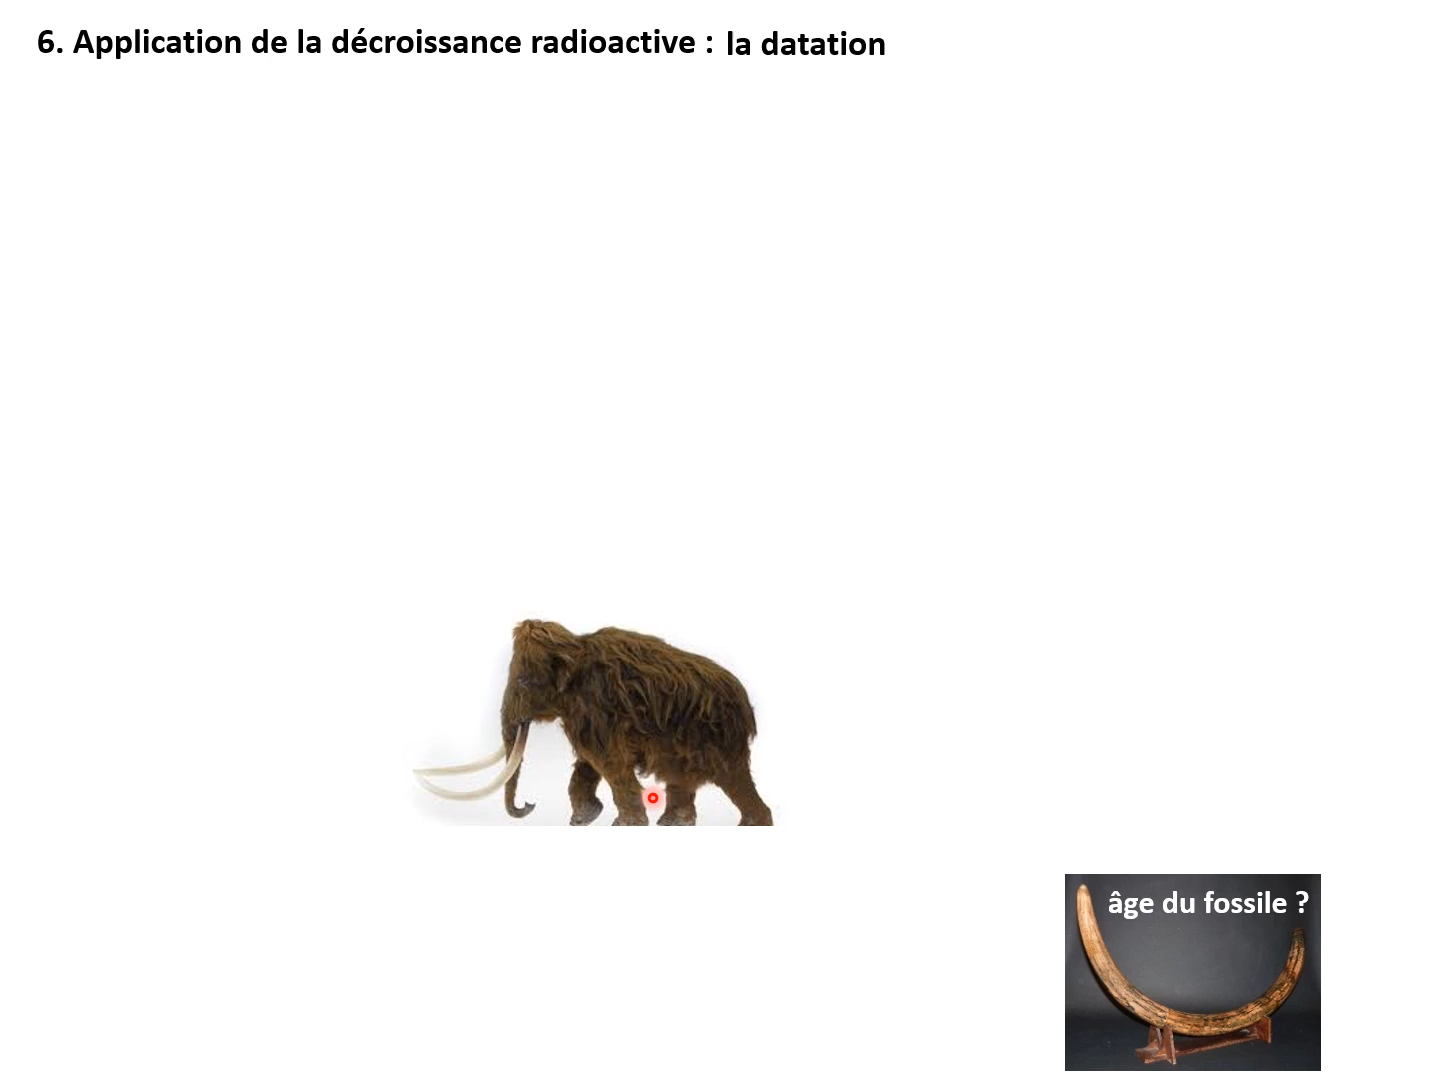 6. Application de la décroissance radioactive : la datation
âge du fossile ?